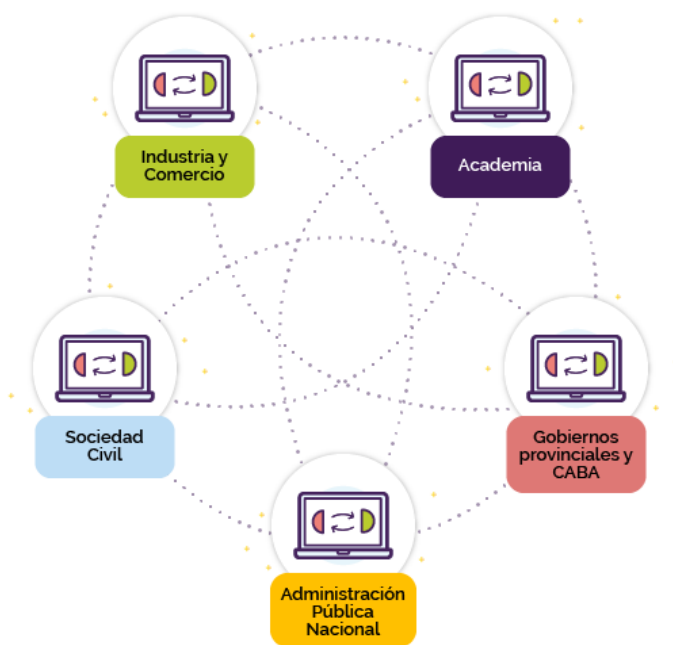 Industria y
Comercio
Academia
Sociedad
Civil
Gobiernos
provinciales y
CABA
Administración
Pública
Nacional